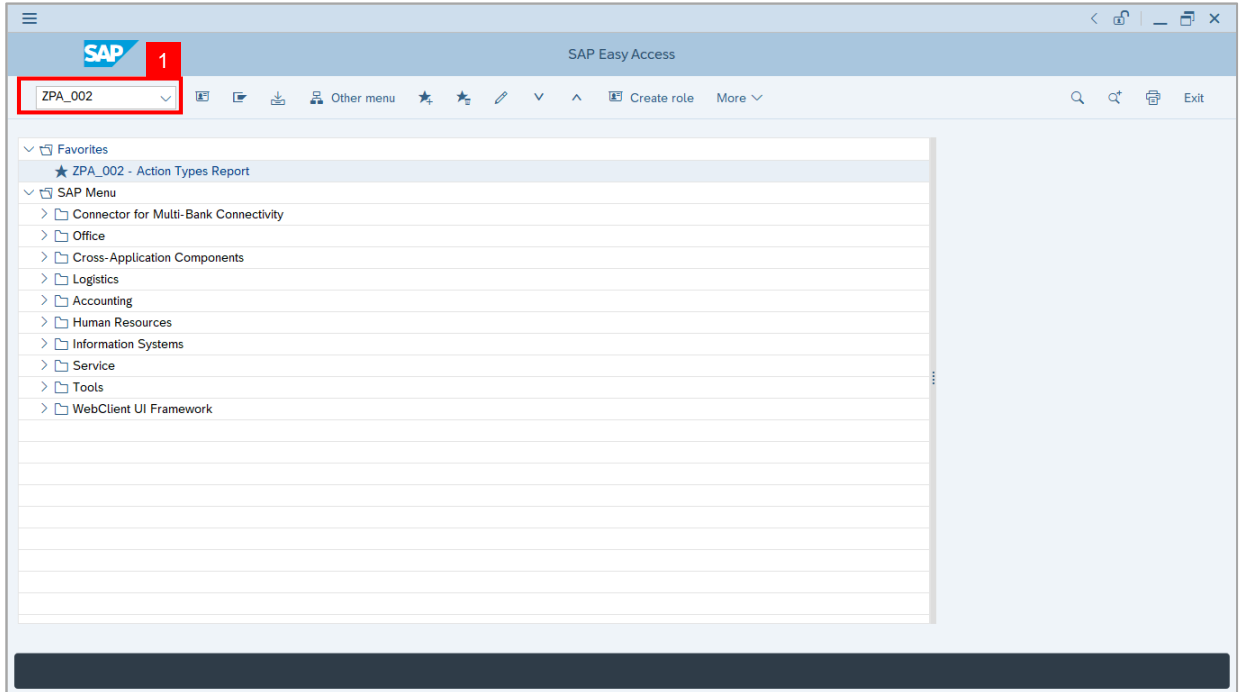 SAP
1
SAP Easy Access
ZPA_002
Other menu
Create role
More
Exit
Favorites
ZPA_002 - Action Types Report
SAP Menu
Connector for Multi-Bank Connectivity
Office
Cross-Application Components
Logistics
Accounting
Human Resources
Information Systems
Service
Tools
WebClient UI Framework